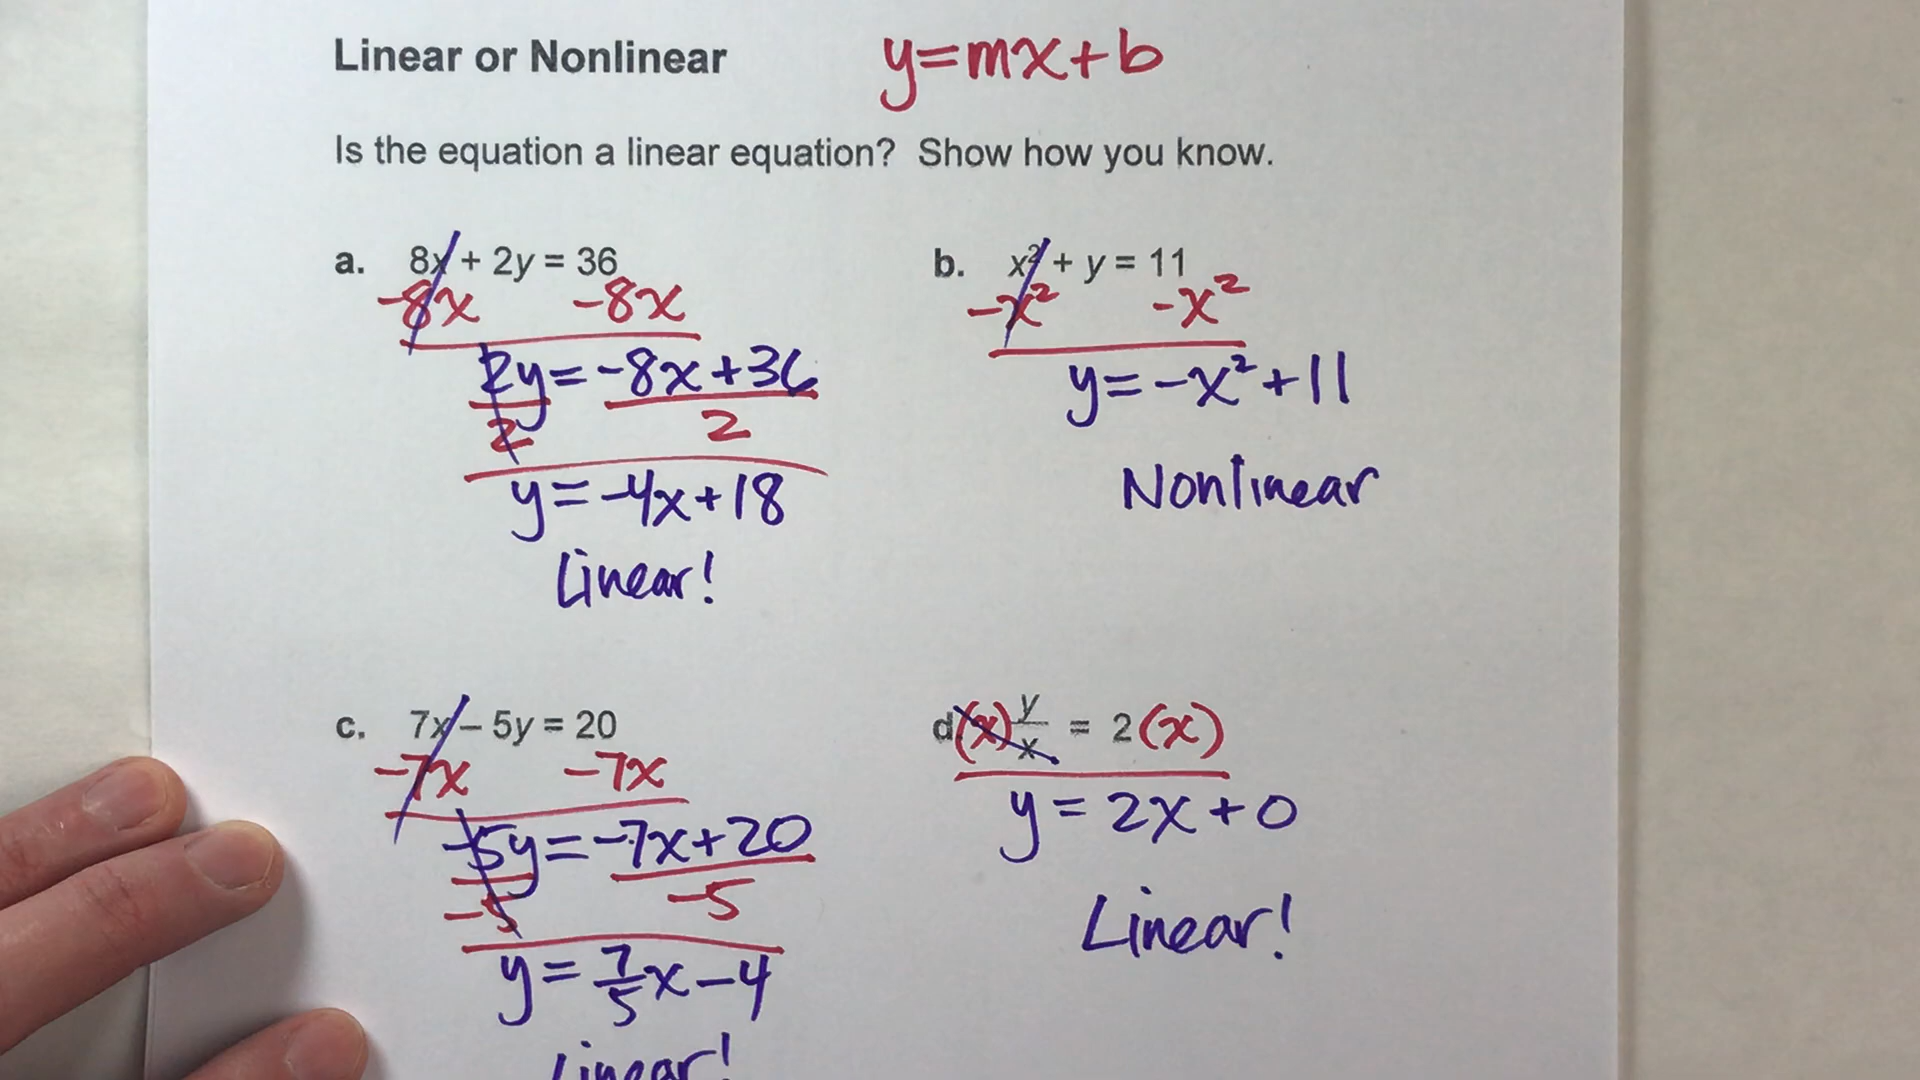 Linear or Nonlinear
y=mx+b
Is the equation a linear equation? Show how you know.
a. 8x + 2y = 36
-8x -8x
2y=-8x+36
2 2
y=-4x+18
Linear!
b. x² + y = 11
-x² -x²
y=-x²+11
Nonlinear
c. 7x – 5y = 20
-7x -7x
-5y=-7x+20
-5 -5
y=7/5x-4
Linear!
d. (x) y/x = 2(x)
y=2x+0
Linear!